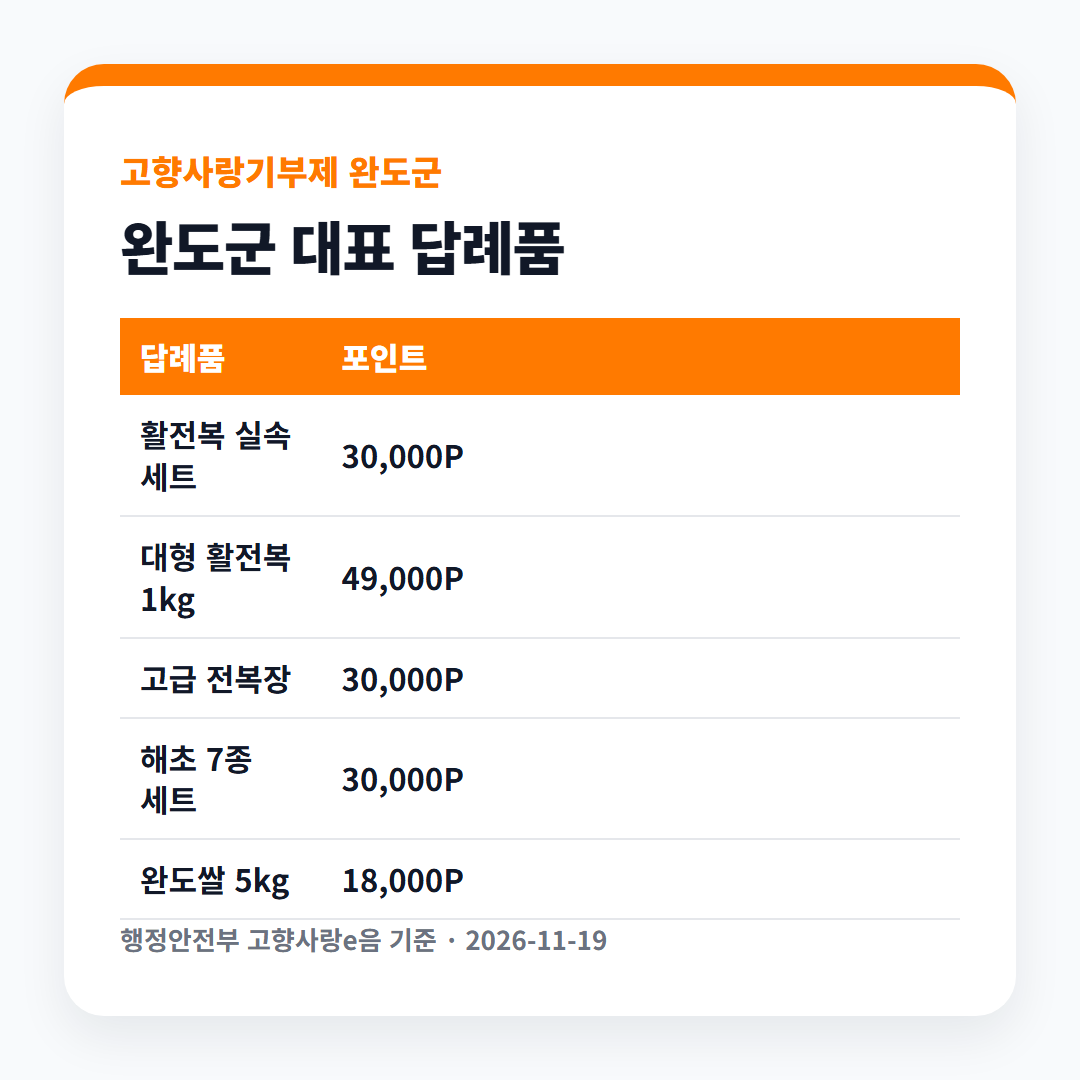 고향사랑기부제 완도군
완도군 대표 답례품
답례품 포인트
활전복 실속
세트
30,000P
대형 활전복
1kg
49,000P
고급 전복장 30,000P
해초 7종
세트
30,000P
완도쌀 5kg 18,000P
행정안전부 고향사랑e음 기준 · 2026-11-19